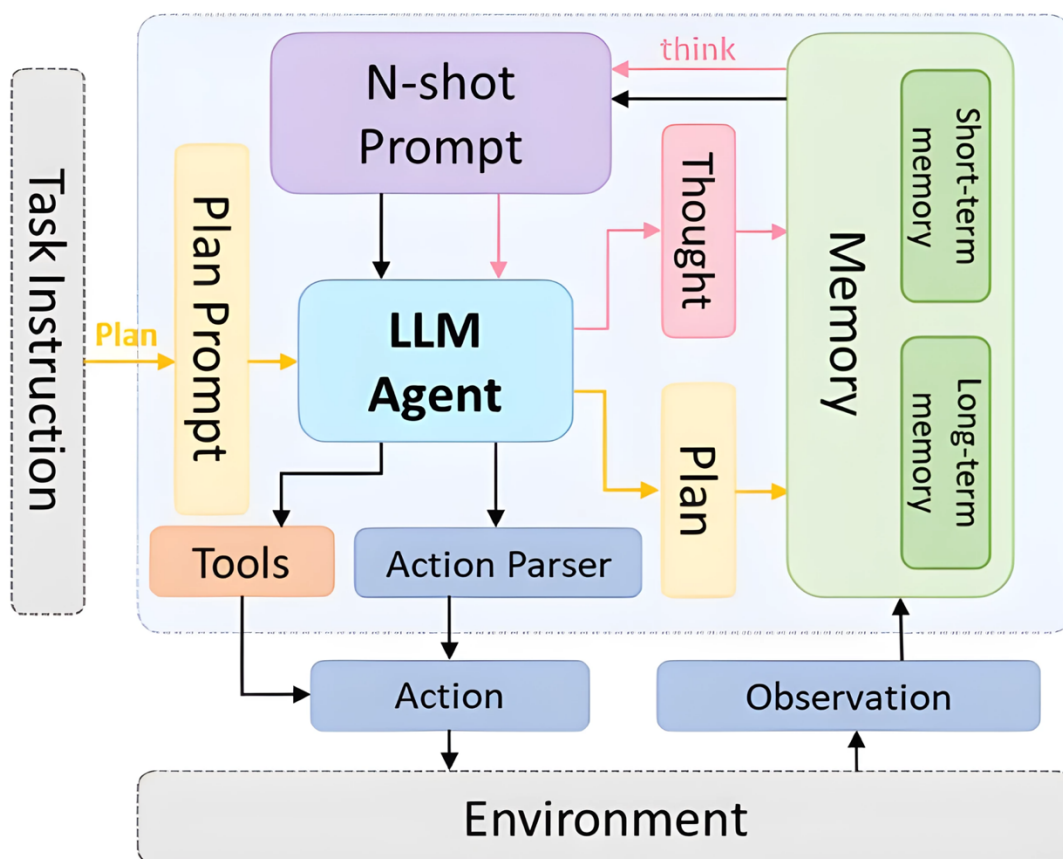 Task Instruction
Plan
Plan Prompt
N-shot
Prompt
think
LLM
Agent
Thought
Plan
Memory
Short-term
memory
Long-term
memory
Tools
Action Parser
Action
Observation
Environment